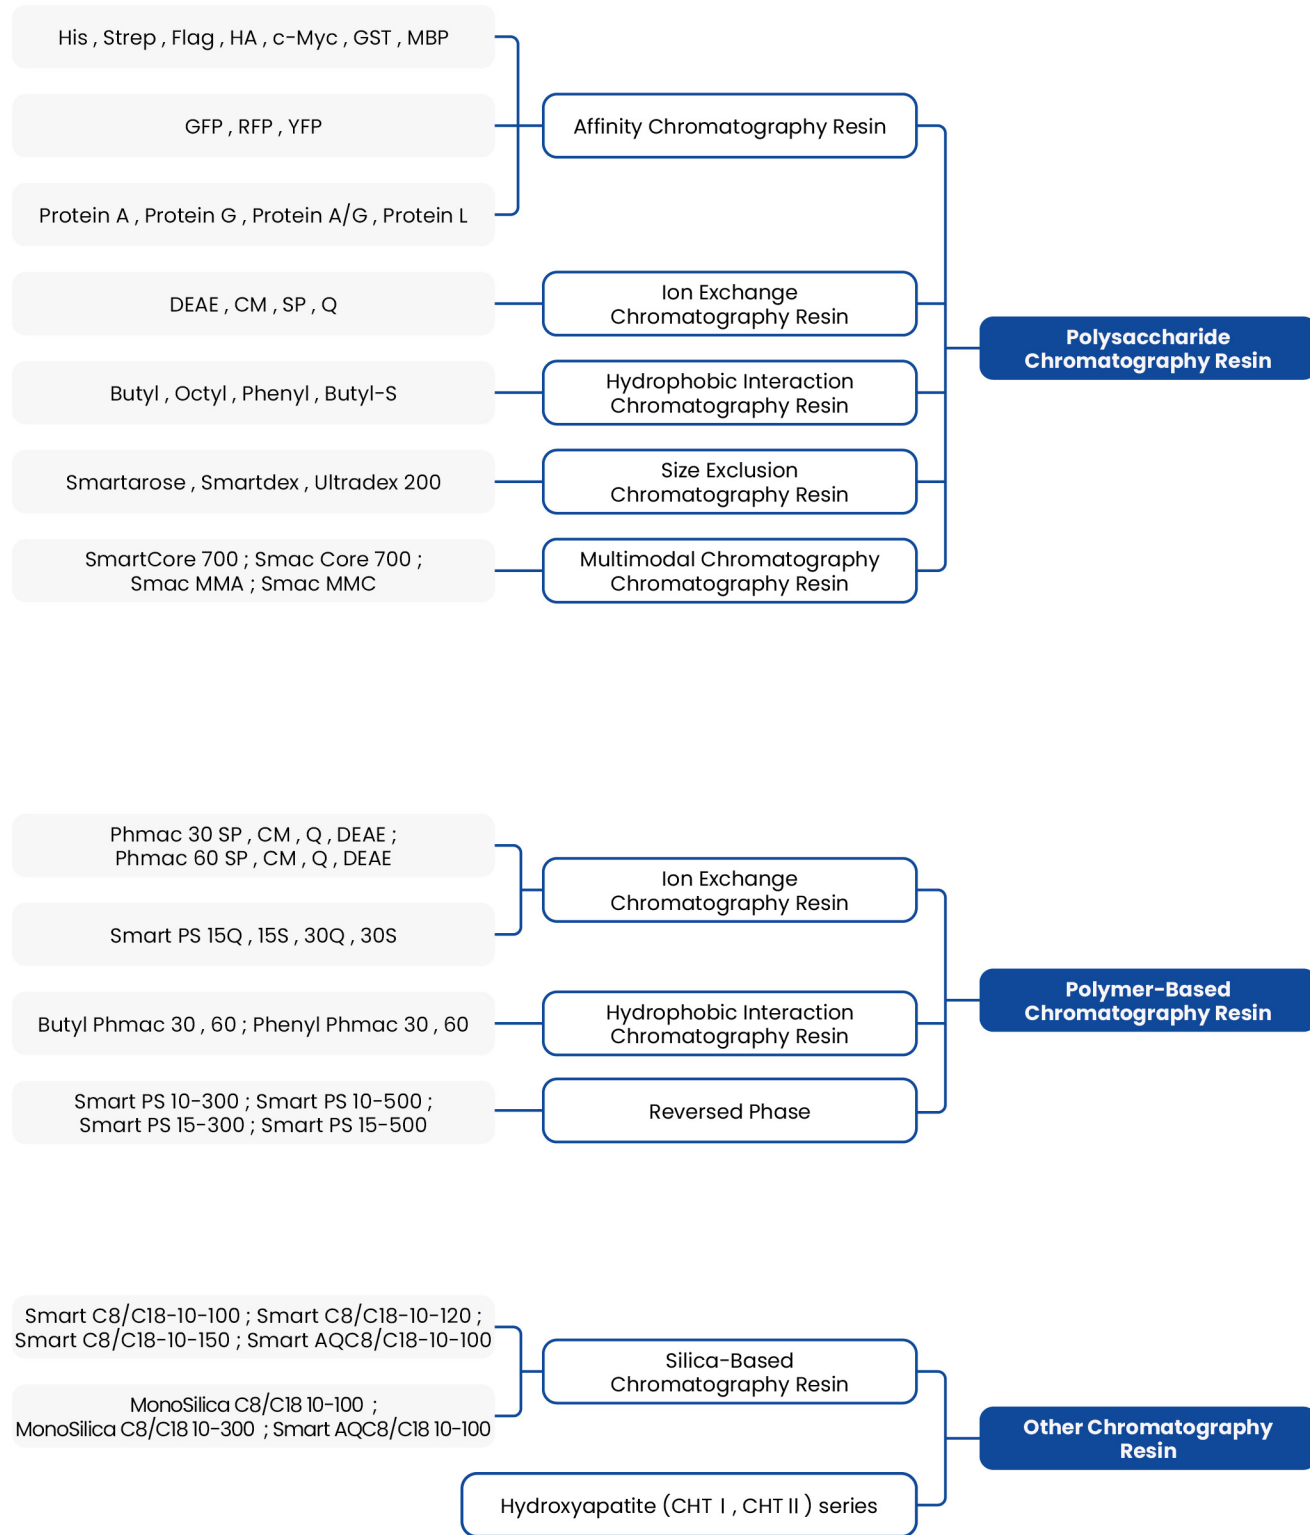 His , Strep , Flag , HA , c-Myc , GST , MBP
GFP , RFP , YFP
Affinity Chromatography Resin
Protein A , Protein G , Protein A/G , Protein L
DEAE , CM , SP , Q
Ion Exchange
Chromatography Resin
Polysaccharide
Chromatography Resin
Butyl , Octyl , Phenyl , Butyl-S
Hydrophobic Interaction
Chromatography Resin
Smartarose , Smartdex , Ultradex 200
Size Exclusion
Chromatography Resin
SmartCore 700 ; Smac Core 700 ;
Smac MMA ; Smac MMC
Multimodal Chromatography
Chromatography Resin
Phmac 30 SP , CM , Q , DEAE ;
Phmac 60 SP , CM , Q , DEAE
Ion Exchange
Chromatography Resin
Smart PS 15Q , 15S , 30Q , 30S
Polymer-Based
Chromatography Resin
Butyl Phmac 30 , 60 ; Phenyl Phmac 30 , 60
Hydrophobic Interaction
Chromatography Resin
Smart PS 10-300 ; Smart PS 10-500 ;
Smart PS 15-300 ; Smart PS 15-500
Reversed Phase
Smart C8/C18-10-100 ; Smart C8/C18-10-120 ;
Smart C8/C18-10-150 ; Smart AQC8/C18-10-100
Silica-Based
Chromatography Resin
MonoSilica C8/C18 10-100 ;
MonoSilica C8/C18 10-300 ; Smart AQC8/C18 10-100
Other Chromatography
Resin
Hydroxyapatite (CHT Ⅰ , CHT Ⅱ ) series